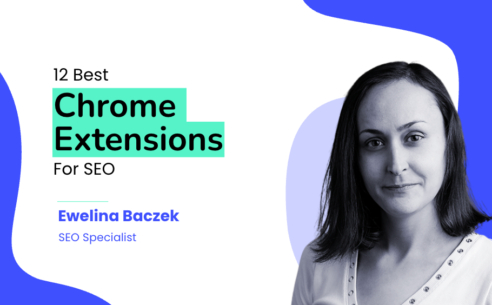 12 Best
Chrome
Extensions
For SEO
Ewelina Baczek
SEO Specialist